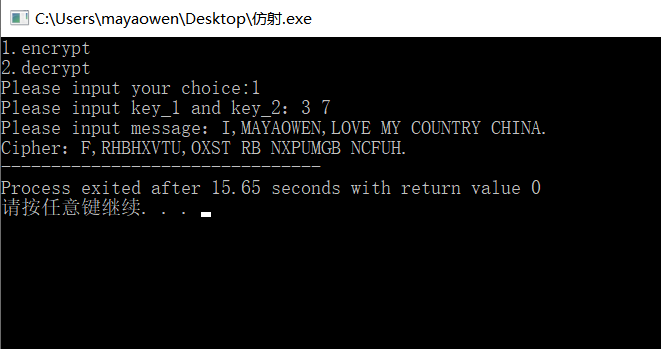 C:\Users\mayaowen\Desktop\仿射.exe
1.encrypt
2.decrypt
Please input your choice:1
Please input key_1 and key_2：3 7
Please input message：I,MAYAOWEN,LOVE MY COUNTRY CHINA.
Cipher：F,RHBHXVTU,OXST RB NXPUMGB NCFUH.
--------------------------------
Process exited after 15.65 seconds with return value 0
请按任意键继续. . .